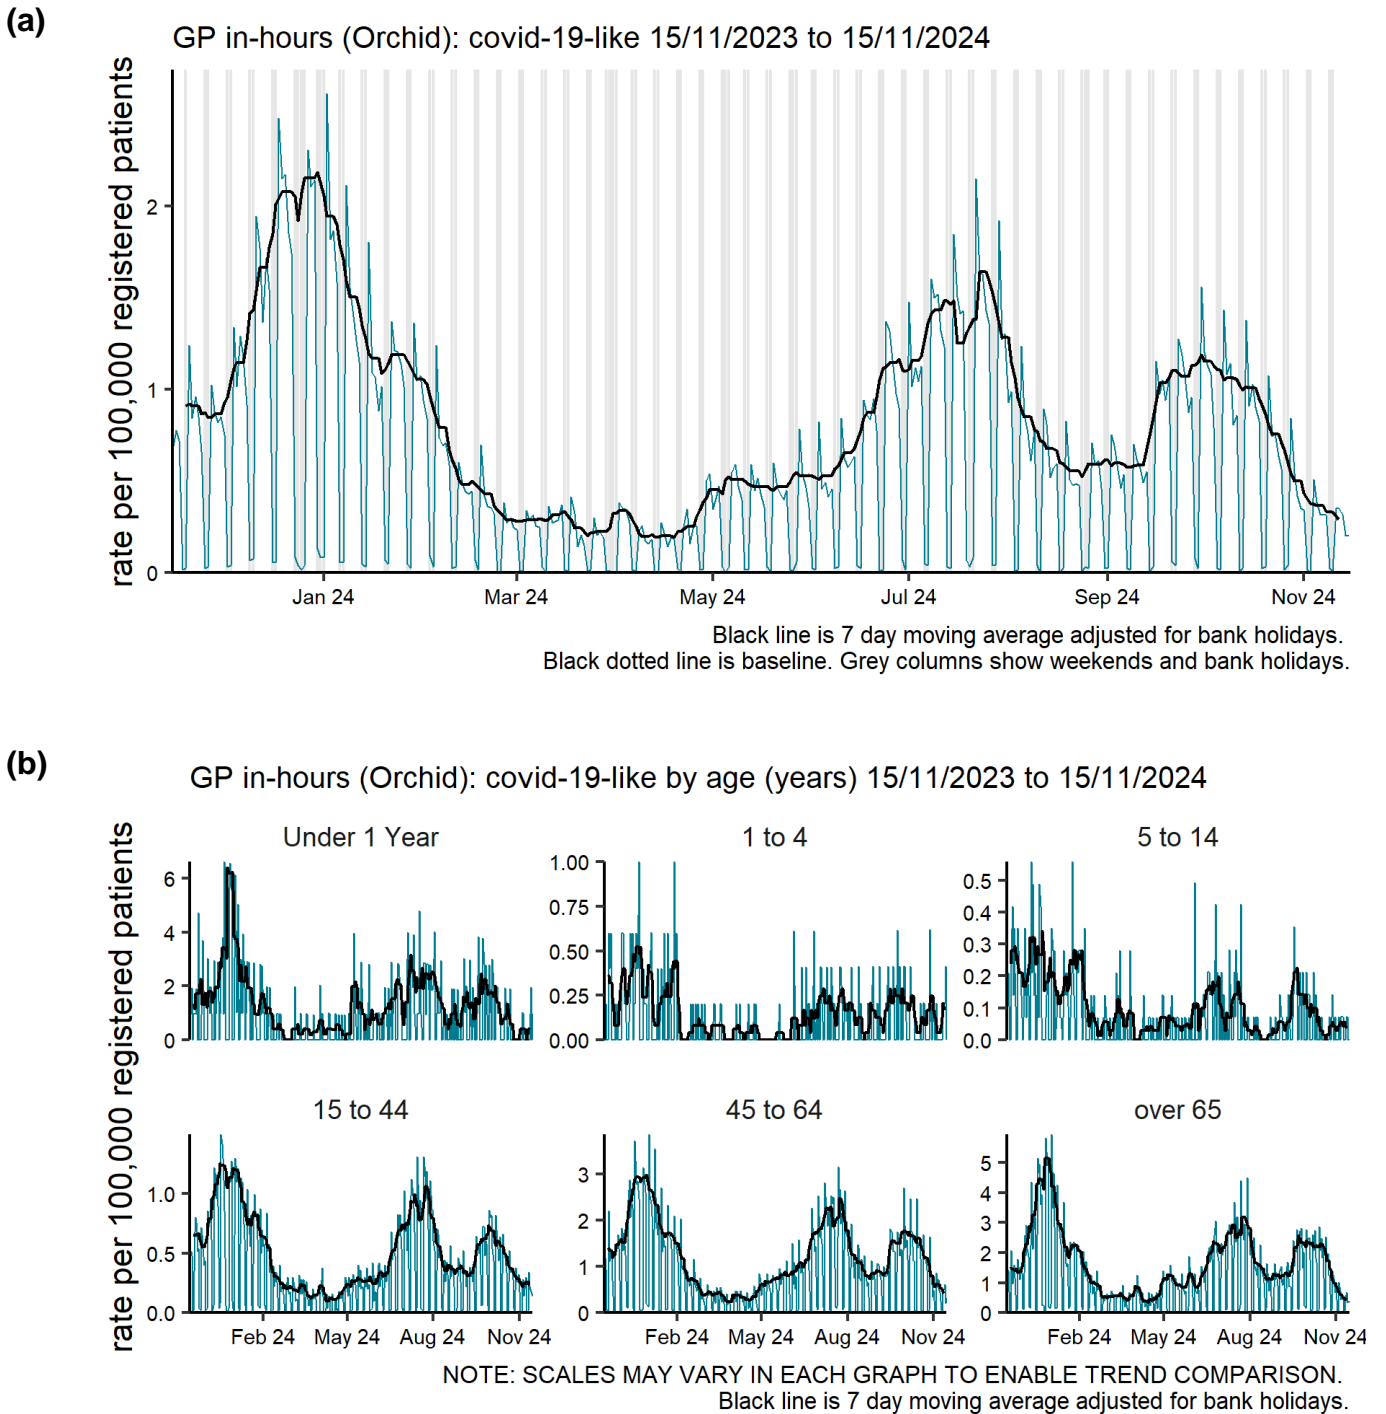 (a)
GP in-hours (Orchid): covid-19-like 15/11/2023 to 15/11/2024
rate per 100,000 registered patients
2
1
0
Jan 24 Mar 24 May 24 Jul 24 Sep 24 Nov 24
Black line is 7 day moving average adjusted for bank holidays.
Black dotted line is baseline. Grey columns show weekends and bank holidays.
(b)
GP in-hours (Orchid): covid-19-like by age (years) 15/11/2023 to 15/11/2024
rate per 100,000 registered patients
Under 1 Year
6
4
2
0
1 to 4
1.00
0.75
0.50
0.25
0.00
5 to 14
0.5
0.4
0.3
0.2
0.1
0.0
15 to 44
1.0
0.5
0.0
Feb 24 May 24 Aug 24 Nov 24
45 to 64
3
2
1
0
Feb 24 May 24 Aug 24 Nov 24
over 65
5
4
3
2
1
0
Feb 24 May 24 Aug 24 Nov 24
NOTE: SCALES MAY VARY IN EACH GRAPH TO ENABLE TREND COMPARISON.
Black line is 7 day moving average adjusted for bank holidays.